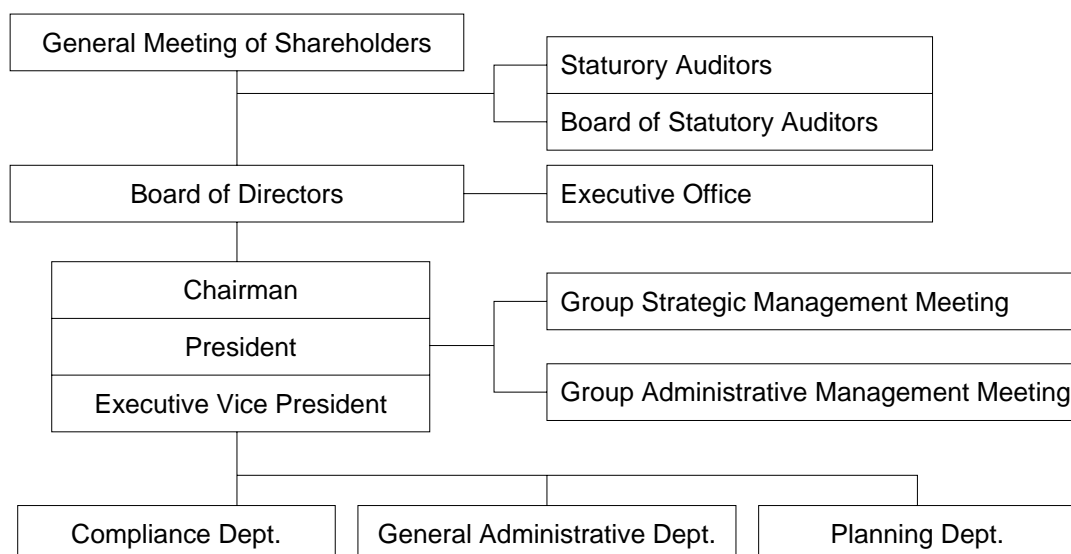 General Meeting of Shareholders
Staturory Auditors
Board of Statutory Auditors
Board of Directors
Executive Office
Chairman
President
Executive Vice President
Group Strategic Management Meeting
Group Administrative Management Meeting
Compliance Dept.
General Administrative Dept.
Planning Dept.